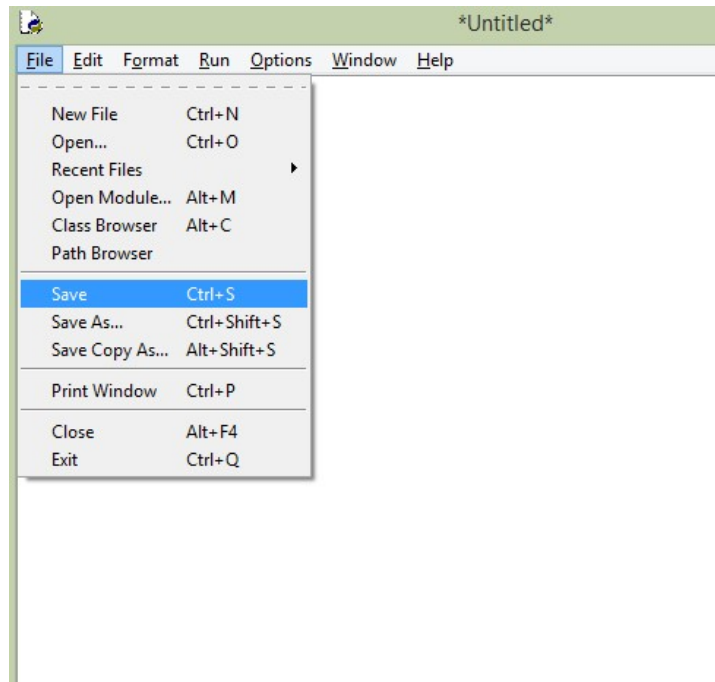 *Untitled*
File Edit Format Run Options Window Help
New File Ctrl+N
Open... Ctrl+O
Recent Files
Open Module... Alt+M
Class Browser Alt+C
Path Browser
Save Ctrl+S
Save As... Ctrl+Shift+S
Save Copy As... Alt+Shift+S
Print Window Ctrl+P
Close Alt+F4
Exit Ctrl+Q